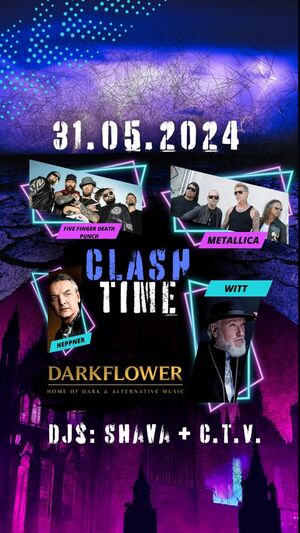 31.05.2024
FIVE FINGER DEATH
PUNCH
METALLICA
CLASH
TIME
WITT
HEPPNER
DARKFLOWER
HOME OF DARK & ALTERNATIVE MUSIC
DJS: SHAVA + C.T.V.